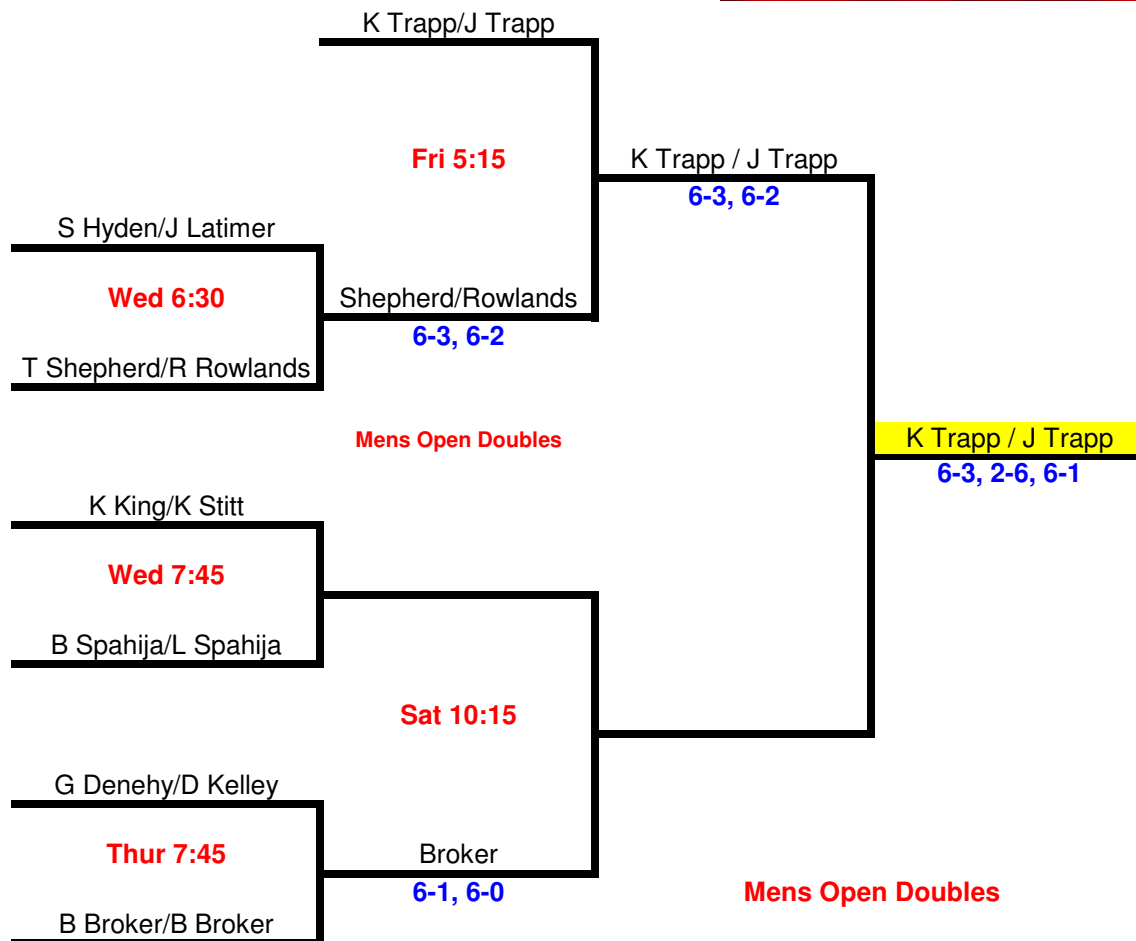 K Trapp/J Trapp
Fri 5:15
K Trapp / J Trapp
6-3, 6-2
S Hyden/J Latimer
Wed 6:30
Shepherd/Rowlands
6-3, 6-2
T Shepherd/R Rowlands
Mens Open Doubles
K Trapp / J Trapp
6-3, 2-6, 6-1
K King/K Stitt
Wed 7:45
B Spahija/L Spahija
Sat 10:15
G Denehy/D Kelley
Thur 7:45
Broker
6-1, 6-0
Mens Open Doubles
B Broker/B Broker